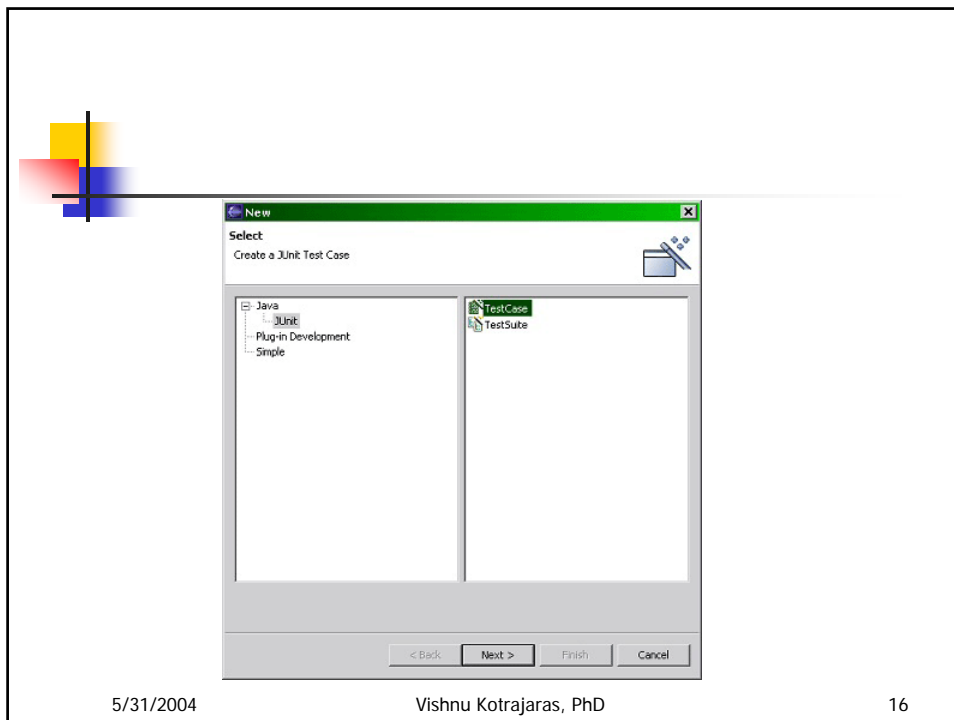 New
Select
Create a JUnit Test Case
Java
JUnit
Plug-in Development
Simple
TestCase
TestSuite
< Back Next > Finish Cancel
5/31/2004 Vishnu Kotrajaras, PhD 16